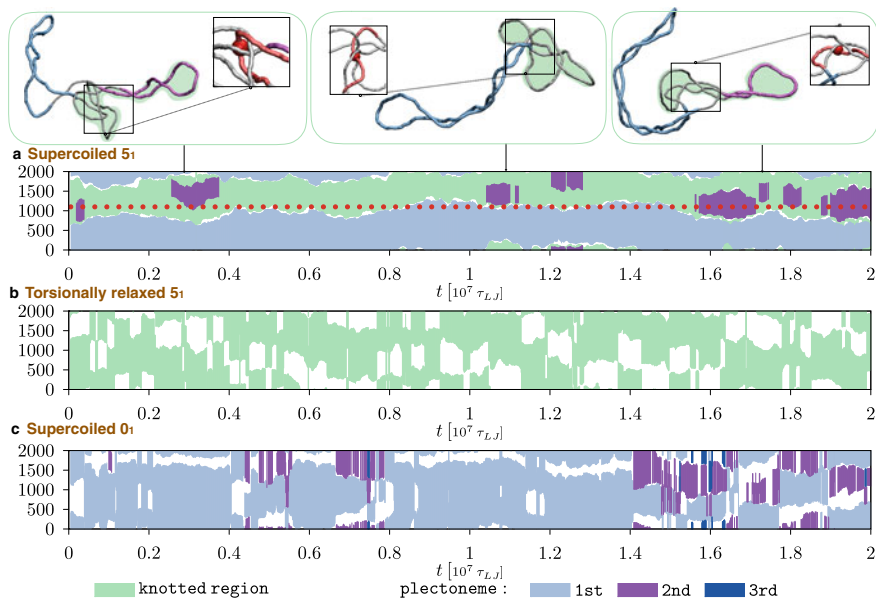 a Supercoiled 51
2000
1500
1000
500
0
0 0.2 0.4 0.6 0.8 1 1.2 1.4 1.6 1.8 2
t [10⁷ τLJ]
b Torsionally relaxed 51
2000
1500
1000
500
0
0 0.2 0.4 0.6 0.8 1 1.2 1.4 1.6 1.8 2
t [10⁷ τLJ]
c Supercoiled 01
2000
1500
1000
500
0
0 0.2 0.4 0.6 0.8 1 1.2 1.4 1.6 1.8 2
t [10⁷ τLJ]
knotted region plectoneme : 1st 2nd 3rd